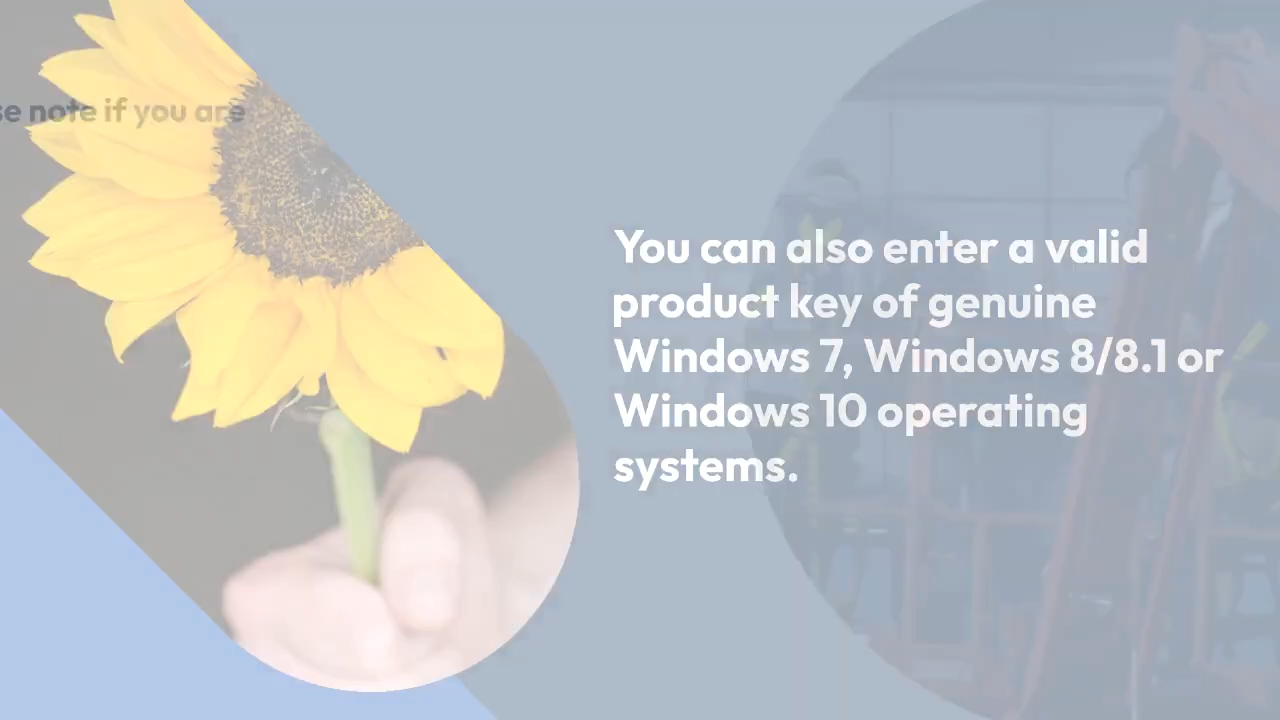 se note if you are
You can also enter a valid
product key of genuine
Windows 7, Windows 8/8.1 or
Windows 10 operating
systems.